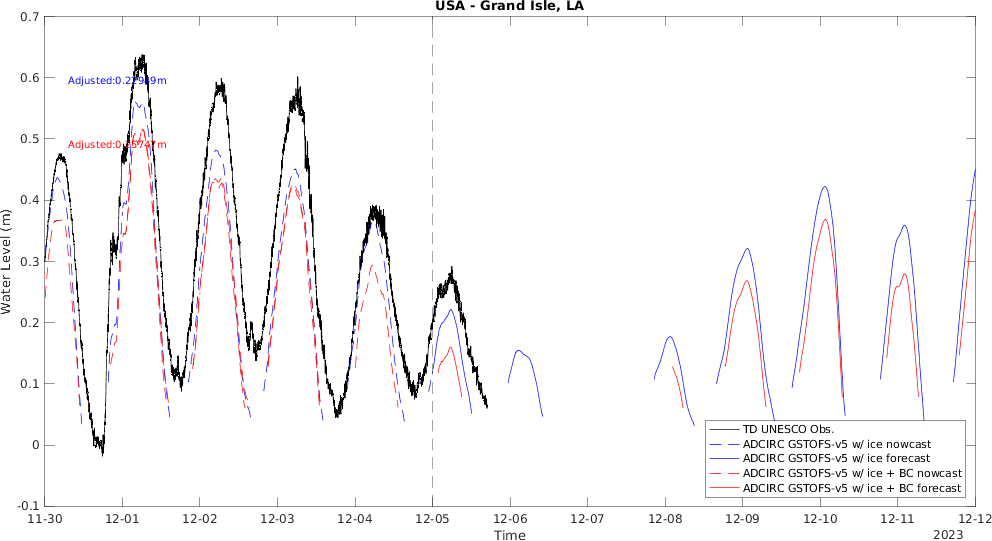 USA - Grand Isle, LA
0.7
0.6
0.5
0.4
0.3
0.2
0.1
0
-0.1
Water Level (m)
Adjusted:0.22989m
11-30
12-01
12-02
12-03
12-04
12-05
12-06
12-07
12-08
12-09
12-10
12-11
12-12
Time
2023
TD UNESCO Obs.
ADCIRC GSTOFS-v5 w/ ice nowcast
ADCIRC GSTOFS-v5 w/ ice forecast
ADCIRC GSTOFS-v5 w/ ice + BC nowcast
ADCIRC GSTOFS-v5 w/ ice + BC forecast